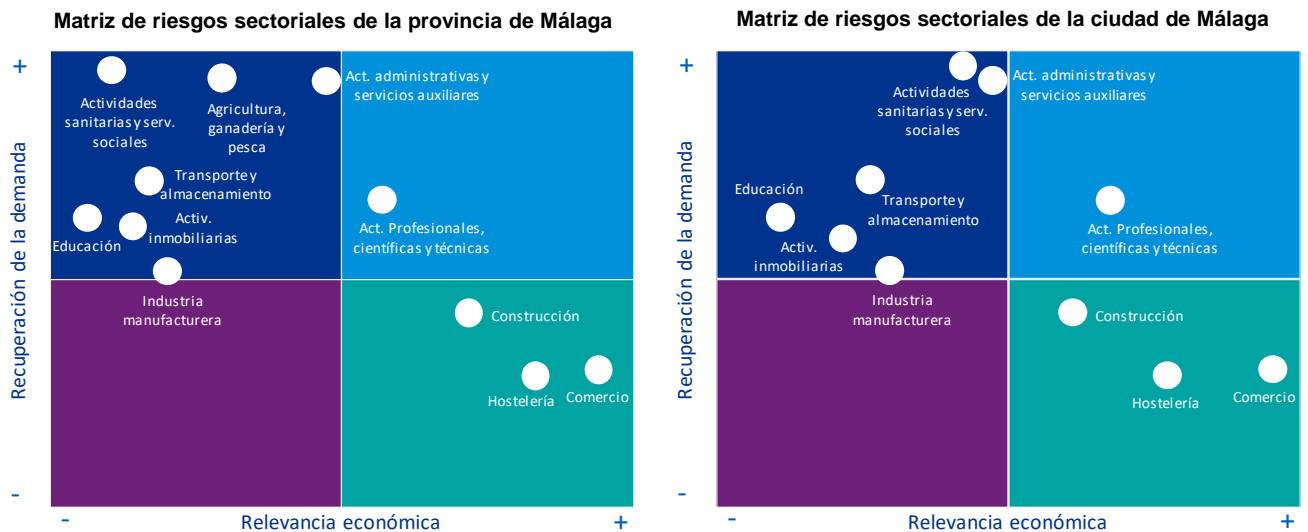 Matriz de riesgos sectoriales de la provincia de Málaga
+
Recuperación de la demanda
-
Actividades
sanitarias y serv.
sociales
Agricultura,
ganadería y
pesca
Act. administrativas y
servicios auxiliares
Transporte y
almacenamiento
Educación
Activ.
inmobiliarias
Act. Profesionales,
científicas y técnicas
Industria
manufacturera
Construcción
Hostelería
Comercio
-
Relevancia económica
+
Matriz de riesgos sectoriales de la ciudad de Málaga
+
Recuperación de la demanda
-
Actividades
sanitarias y serv.
sociales
Act. administrativas y
servicios auxiliares
Educación
Transporte y
almacenamiento
Activ.
inmobiliarias
Act. Profesionales,
científicas y técnicas
Industria
manufacturera
Construcción
Hostelería
Comercio
-
Relevancia económica
+